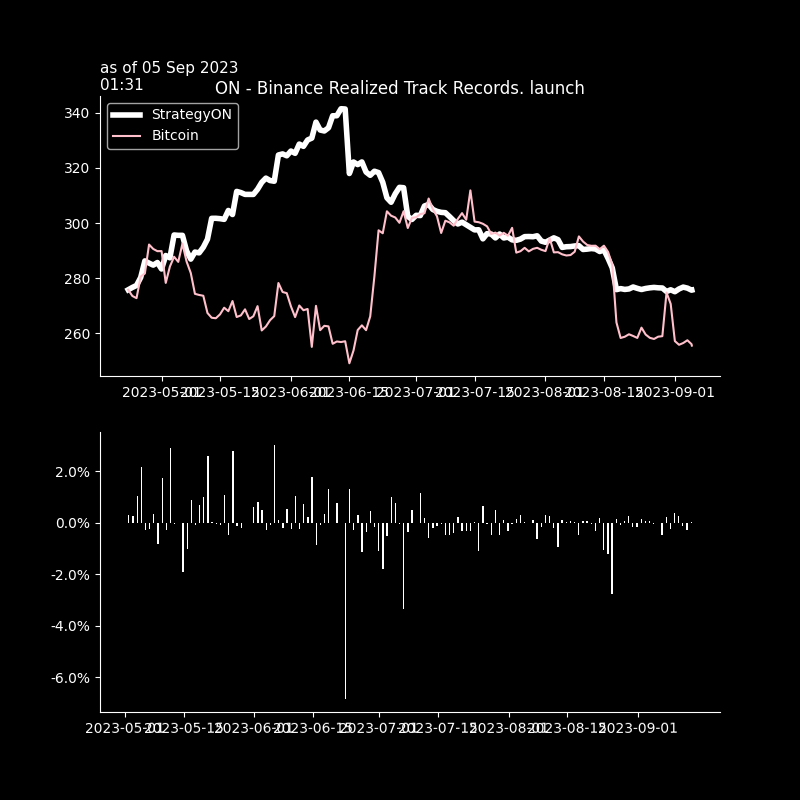 as of 05 Sep 2023
01:31
ON - Binance Realized Track Records. launch
StrategyON
Bitcoin
340
320
300
280
260
2023-05-01 2023-05-15 2023-06-01 2023-06-15 2023-07-01 2023-07-15 2023-08-01 2023-08-15 2023-09-01
2.0%
0.0%
-2.0%
-4.0%
-6.0%
2023-05-01 2023-05-15 2023-06-01 2023-06-15 2023-07-01 2023-07-15 2023-08-01 2023-08-15 2023-09-01